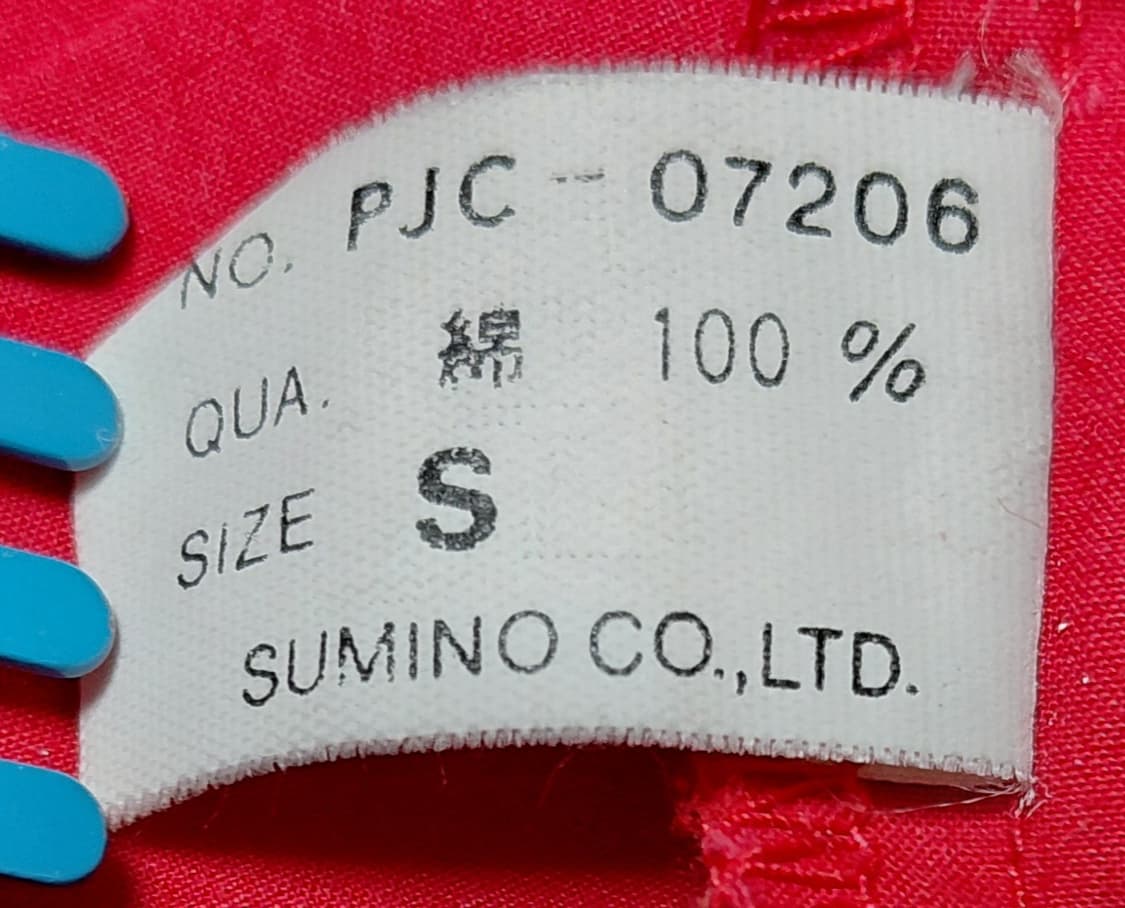 NO. PJC - 07206
QUA. 綿 100 %
SIZE S
SUMINO CO.,LTD.